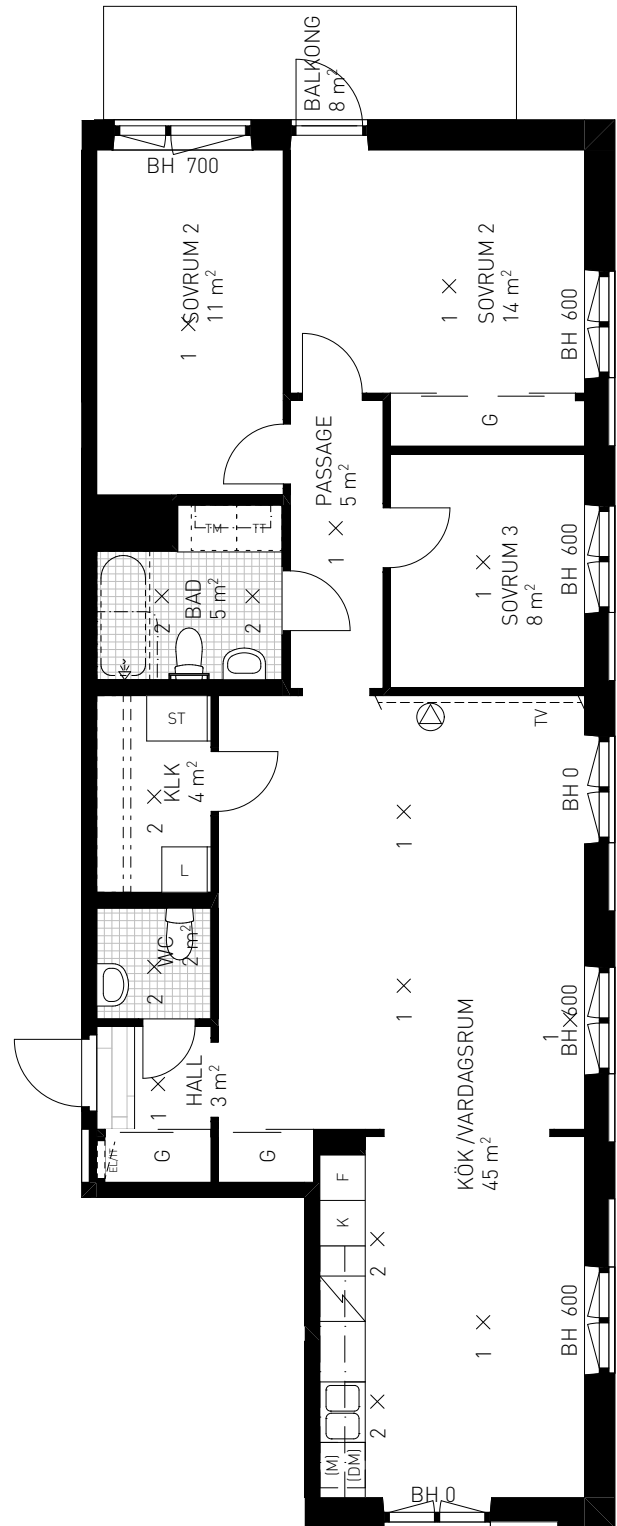 BALKONG
8 m²
BH 700
SOVRUM 2
11 m²
1
SOVRUM 2
14 m²
1
BH 600
G
PASSAGE
5 m²
1
SOVRUM 3
8 m²
1
BH 600
TM
TT
BAD
5 m²
2
2
ST
KLK
4 m²
2
L
TV
BH 0
1
WC
2 m²
2
1
1
BH 600
HALL
3 m²
1
EL/IT
G
G
KÖK /VARDAGSRUM
45 m²
F
K
2
1
BH 600
2
(M)
(DM)
BH 0